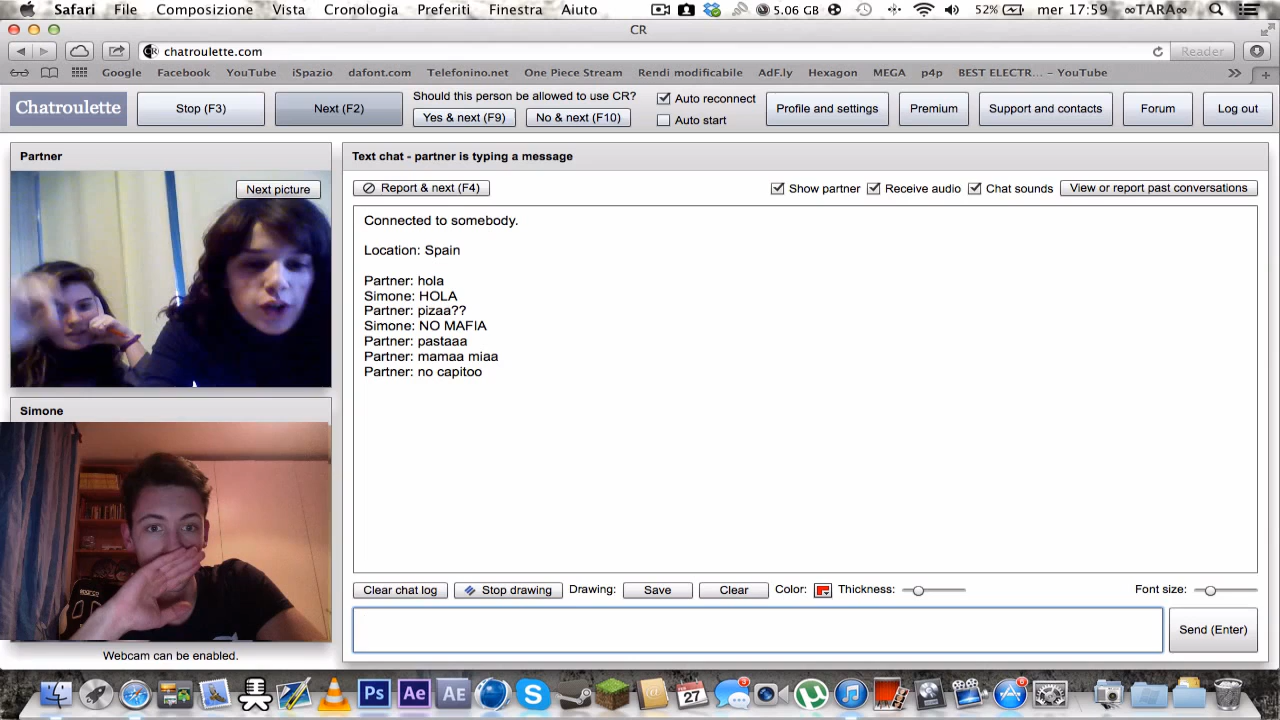 Safari File Composizione Vista Cronologia Preferiti Finestra Aiuto 5.06 GB 52% mer 17:59 ∞TARA∞
CR
chatroulette.com Reader
Google Facebook YouTube iSpazio dafont.com Telefonino.net One Piece Stream Rendi modificabile AdF.ly Hexagon MEGA p4p BEST ELECTR... – YouTube
Chatroulette
Stop (F3)
Next (F2)
Should this person be allowed to use CR?
Yes & next (F9) No & next (F10)
Auto reconnect
Auto start
Profile and settings
Premium
Support and contacts
Forum
Log out
Partner
Next picture
Text chat - partner is typing a message
Report & next (F4) Show partner Receive audio Chat sounds View or report past conversations
Connected to somebody.
Location: Spain
Partner: hola
Simone: HOLA
Partner: pizaa??
Simone: NO MAFIA
Partner: pastaaa
Partner: mamaa miaa
Partner: no capitoo
Simone
sparco
Webcam can be enabled.
Clear chat log Stop drawing Drawing: Save Clear Color: Thickness: Font size:
Send (Enter)
Ps Ae AE S FEB 27 3 6